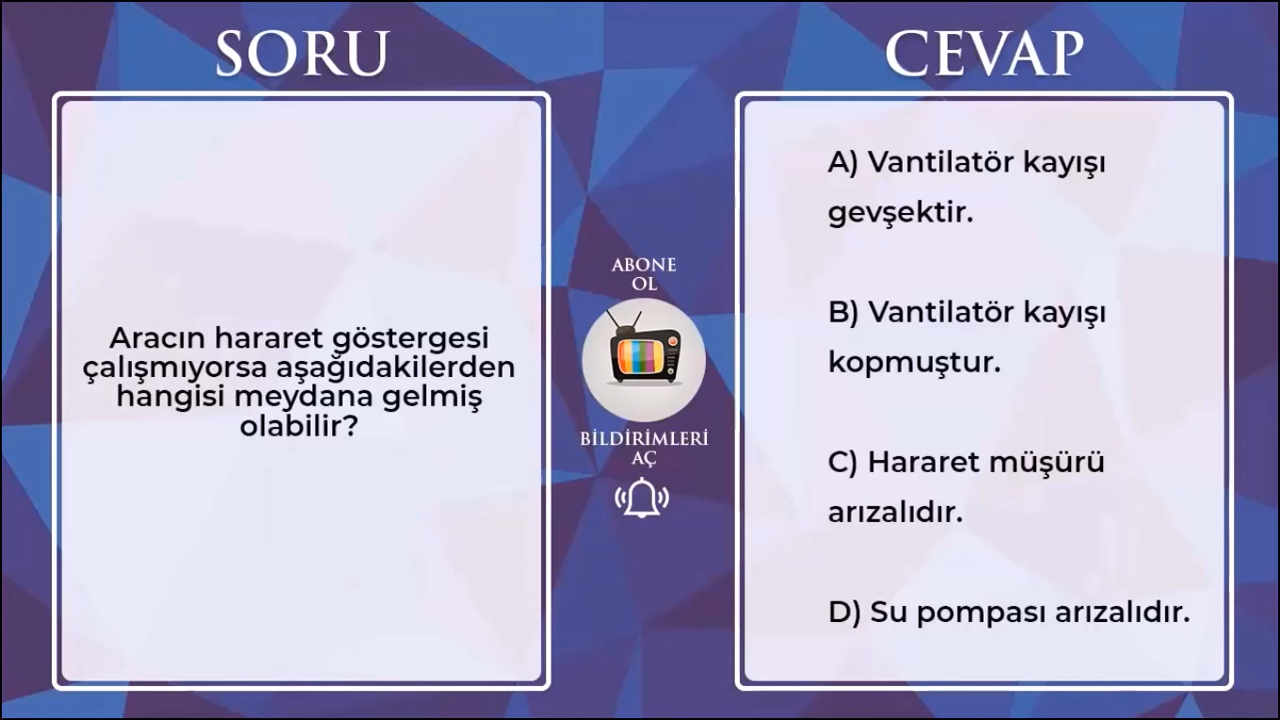 SORU
Aracın hararet göstergesi
çalışmıyorsa aşağıdakilerden
hangisi meydana gelmiş
olabilir?
ABONE
OL
BİLDİRİMLERİ
AÇ
CEVAP
A) Vantilatör kayışı
gevşektir.
B) Vantilatör kayışı
kopmuştur.
C) Hararet müşürü
arızalıdır.
D) Su pompası arızalıdır.